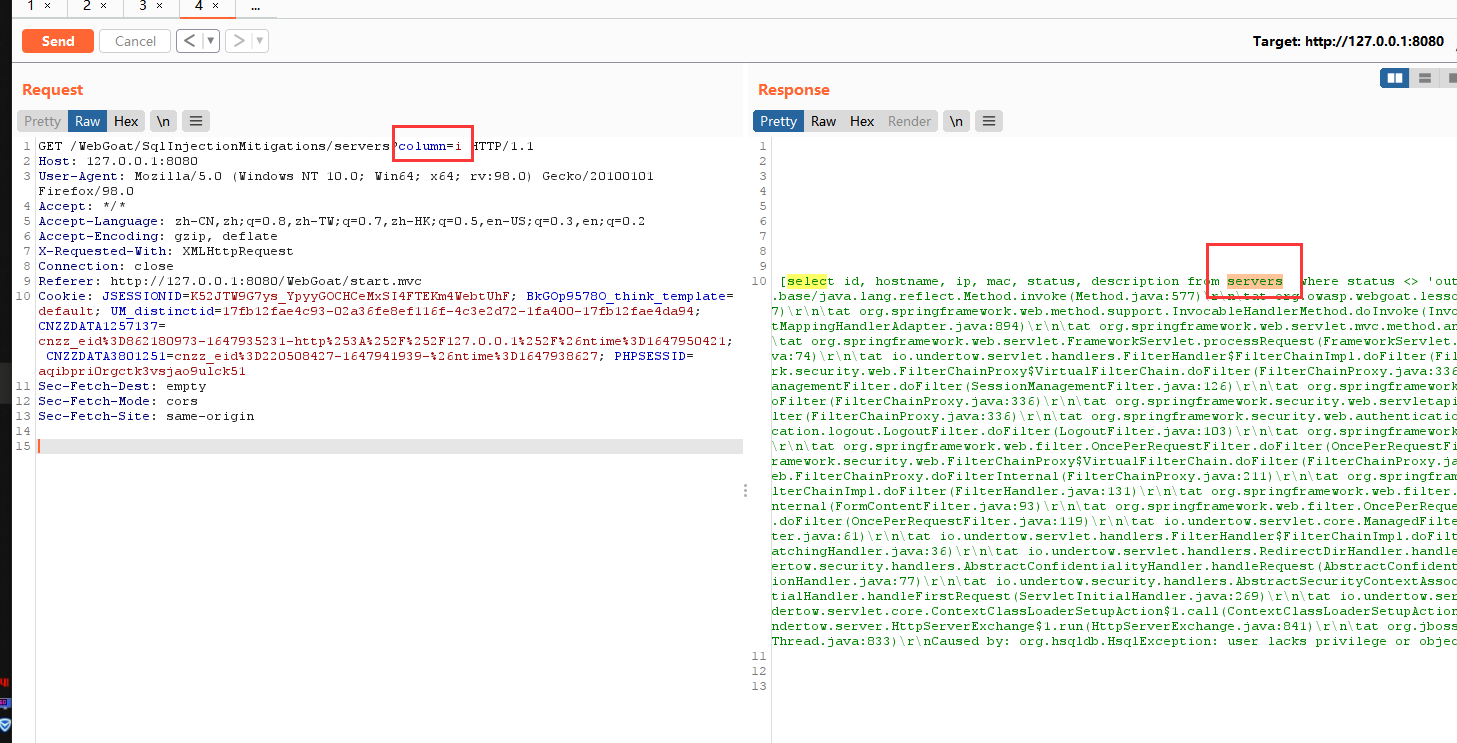 1 × 2 × 3 × 4 × ...
Send Cancel < > Target: http://127.0.0.1:8080
Request
Pretty Raw Hex \n
1 GET /WebGoat/SqlInjectionMitigations/servers?column=i HTTP/1.1
2 Host: 127.0.0.1:8080
3 User-Agent: Mozilla/5.0 (Windows NT 10.0; Win64; x64; rv:98.0) Gecko/20100101
Firefox/98.0
4 Accept: */*
5 Accept-Language: zh-CN,zh;q=0.8,zh-TW;q=0.7,zh-HK;q=0.5,en-US;q=0.3,en;q=0.2
6 Accept-Encoding: gzip, deflate
7 X-Requested-With: XMLHttpRequest
8 Connection: close
9 Referer: http://127.0.0.1:8080/WebGoat/start.mvc
10 Cookie: JSESSIONID=K52JTW9G7ys_YpyyGOCHCeMxSI4FTEKm4WebtUhF; BkGOp9578O_think_template=
default; UM_distinctid=17fb12fae4c93-02a36fe8ef116f-4c3e2d72-1fa400-17fb12fae4da94;
CNZZDATA1257137=
cnzz_eid%3D862180973-1647935231-http%253A%252F%252F127.0.0.1%252F%26ntime%3D1647950421;
CNZZDATA3801251=cnzz_eid%3D220508427-1647941939-%26ntime%3D1647938627; PHPSESSID=
aqibpri0rgctk3vsjao9ulck51
11 Sec-Fetch-Dest: empty
12 Sec-Fetch-Mode: cors
13 Sec-Fetch-Site: same-origin
14
15
Response
Pretty Raw Hex Render \n
1
2
3
4
5
6
7
8
9
10 [select id, hostname, ip, mac, status, description from servers where status <> 'out
.base/java.lang.reflect.Method.invoke(Method.java:577)\r\n\tat org.owasp.webgoat.lesso
7)\r\n\tat org.springframework.web.method.support.InvocableHandlerMethod.doInvoke(Invoc
tMappingHandlerAdapter.java:894)\r\n\tat org.springframework.web.servlet.mvc.method.an
\tat org.springframework.web.servlet.FrameworkServlet.processRequest(FrameworkServlet.j
va:74)\r\n\tat io.undertow.servlet.handlers.FilterHandler$FilterChainImpl.doFilter(Fil
rk.security.web.FilterChainProxy$VirtualFilterChain.doFilter(FilterChainProxy.java:336
anagementFilter.doFilter(SessionManagementFilter.java:126)\r\n\tat org.springframework
oFilter(FilterChainProxy.java:336)\r\n\tat org.springframework.security.web.servletapi
lter(FilterChainProxy.java:336)\r\n\tat org.springframework.security.web.authenticatio
cation.logout.LogoutFilter.doFilter(LogoutFilter.java:103)\r\n\tat org.springframework
\r\n\tat org.springframework.web.filter.OncePerRequestFilter.doFilter(OncePerRequestFi
ramework.security.web.FilterChainProxy$VirtualFilterChain.doFilter(FilterChainProxy.ja
eb.FilterChainProxy.doFilterInternal(FilterChainProxy.java:211)\r\n\tat org.springfram
lterChainImpl.doFilter(FilterHandler.java:131)\r\n\tat org.springframework.web.filter.
nternal(FormContentFilter.java:93)\r\n\tat org.springframework.web.filter.OncePerReque
.doFilter(OncePerRequestFilter.java:119)\r\n\tat io.undertow.servlet.core.ManagedFilte
ter.java:61)\r\n\tat io.undertow.servlet.handlers.FilterHandler$FilterChainImpl.doFilt
atchingHandler.java:36)\r\n\tat io.undertow.servlet.handlers.RedirectDirHandler.handle
ertow.security.handlers.AbstractConfidentialityHandler.handleRequest(AbstractConfident
ionHandler.java:77)\r\n\tat io.undertow.security.handlers.AbstractSecurityContextAssoc
tialHandler.handleFirstRequest(ServletInitialHandler.java:269)\r\n\tat io.undertow.ser
dertow.servlet.core.ContextClassLoaderSetupAction$1.call(ContextClassLoaderSetupAction
ndertow.server.HttpServerExchange$1.run(HttpServerExchange.java:841)\r\n\tat org.jboss
Thread.java:833)\r\nCaused by: org.hsqldb.HsqlException: user lacks privilege or objec
11
12
13